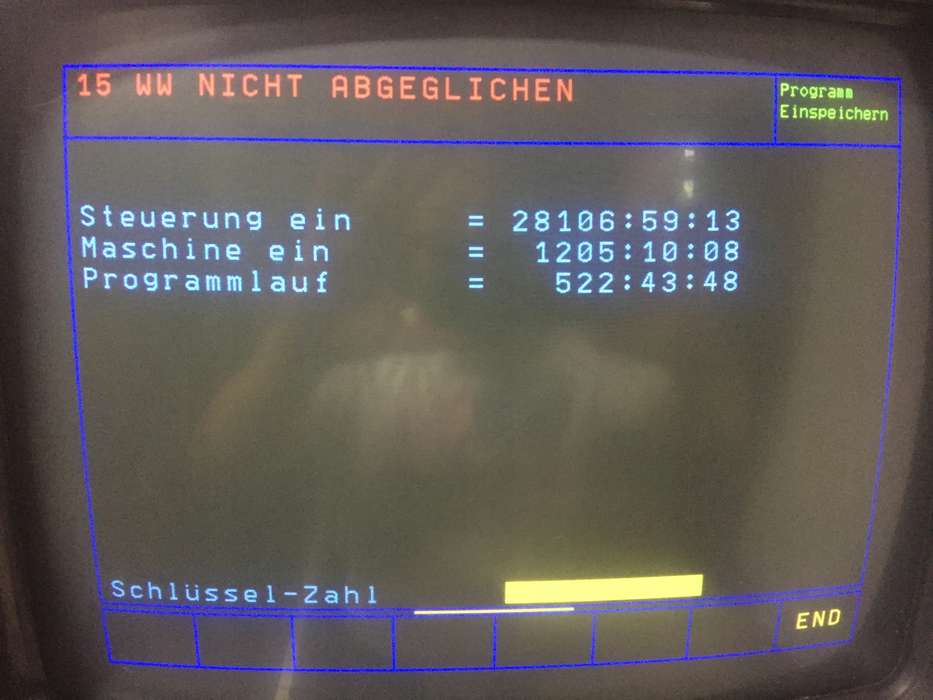 15 WW NICHT ABGEGLICHEN
Programm
Einspeichern
Steuerung ein = 28106:59:13
Maschine ein = 1205:10:08
Programmlauf = 522:43:48
Schlüssel-Zahl
END